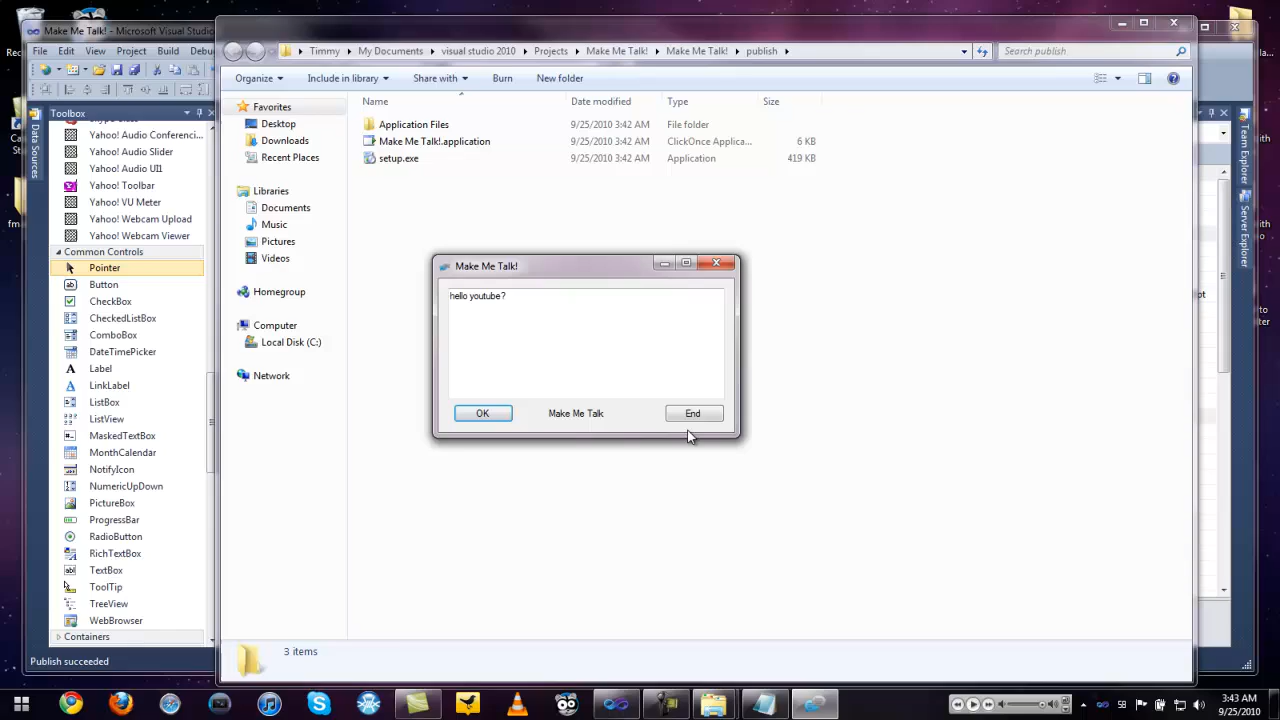 Make Me Talk! - Microsoft Visual Studio
File Edit View Project Build Debu
Timmy My Documents visual studio 2010 Projects Make Me Talk! Make Me Talk! publish
Search publish
Organize Include in library Share with Burn New folder
Toolbox
Data Sources
Yahoo! Audio Conferenci...
Yahoo! Audio Slider
Yahoo! Audio UI1
Yahoo! Toolbar
Yahoo! VU Meter
Yahoo! Webcam Upload
Yahoo! Webcam Viewer
Common Controls
Pointer
Button
CheckBox
CheckedListBox
ComboBox
DateTimePicker
Label
LinkLabel
ListBox
ListView
MaskedTextBox
MonthCalendar
NotifyIcon
NumericUpDown
PictureBox
ProgressBar
RadioButton
RichTextBox
TextBox
ToolTip
TreeView
WebBrowser
Containers
Publish succeeded
Favorites
Desktop
Downloads
Recent Places
Libraries
Documents
Music
Pictures
Videos
Homegroup
Computer
Local Disk (C:)
Network
Name Date modified Type Size
Application Files 9/25/2010 3:42 AM File folder
Make Me Talk!.application 9/25/2010 3:42 AM ClickOnce Applica... 6 KB
setup.exe 9/25/2010 3:42 AM Application 419 KB
Make Me Talk!
hello youtube?
OK Make Me Talk End
3 items
Team Explorer
Server Explorer
58
3:43 AM
9/25/2010